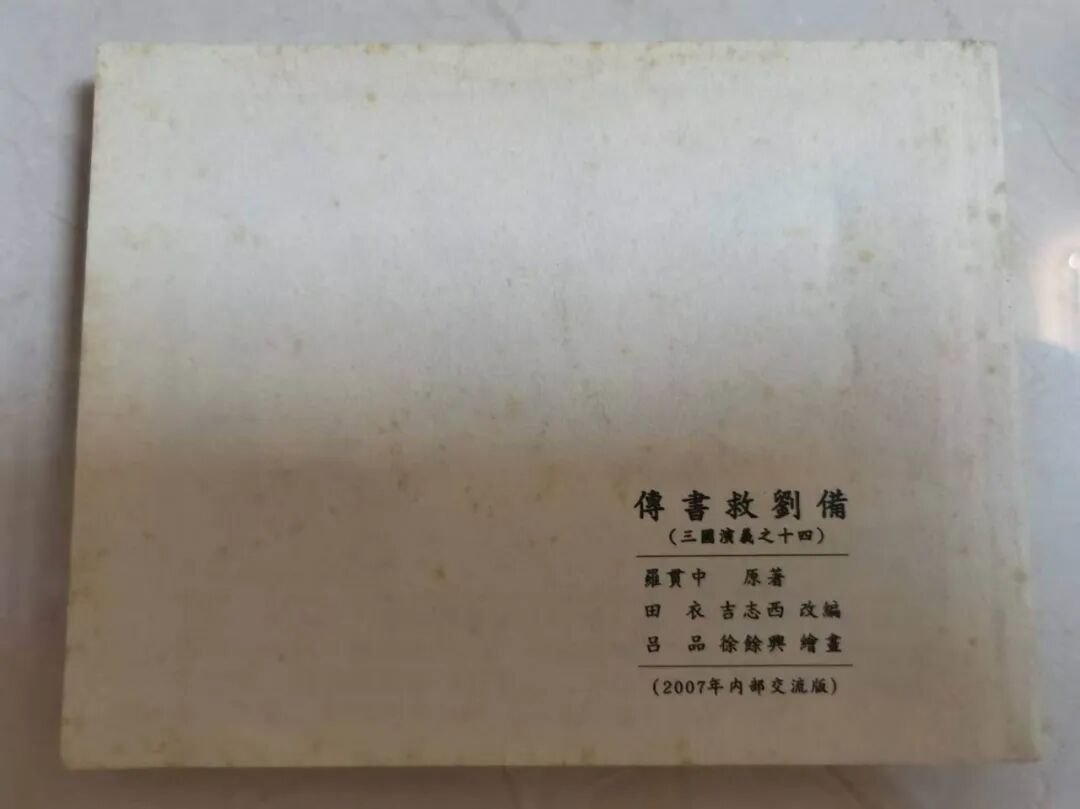 傳書救劉備
(三國演義之十四)
羅貫中 原著
田 衣 吉志西 改編
呂 品 徐餘興 繪畫
(2007年内部交流版)